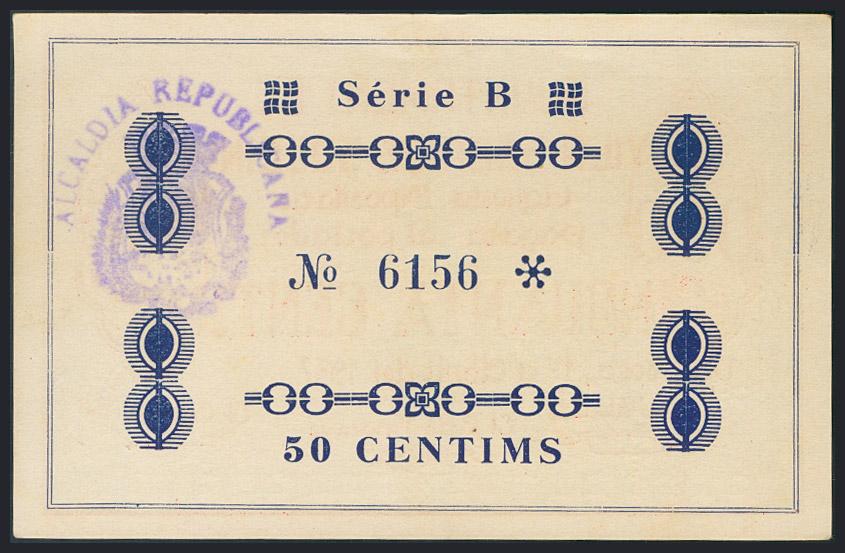 ALCALDIA REPUBLICANA
Série B
№ 6156
50 CENTIMS